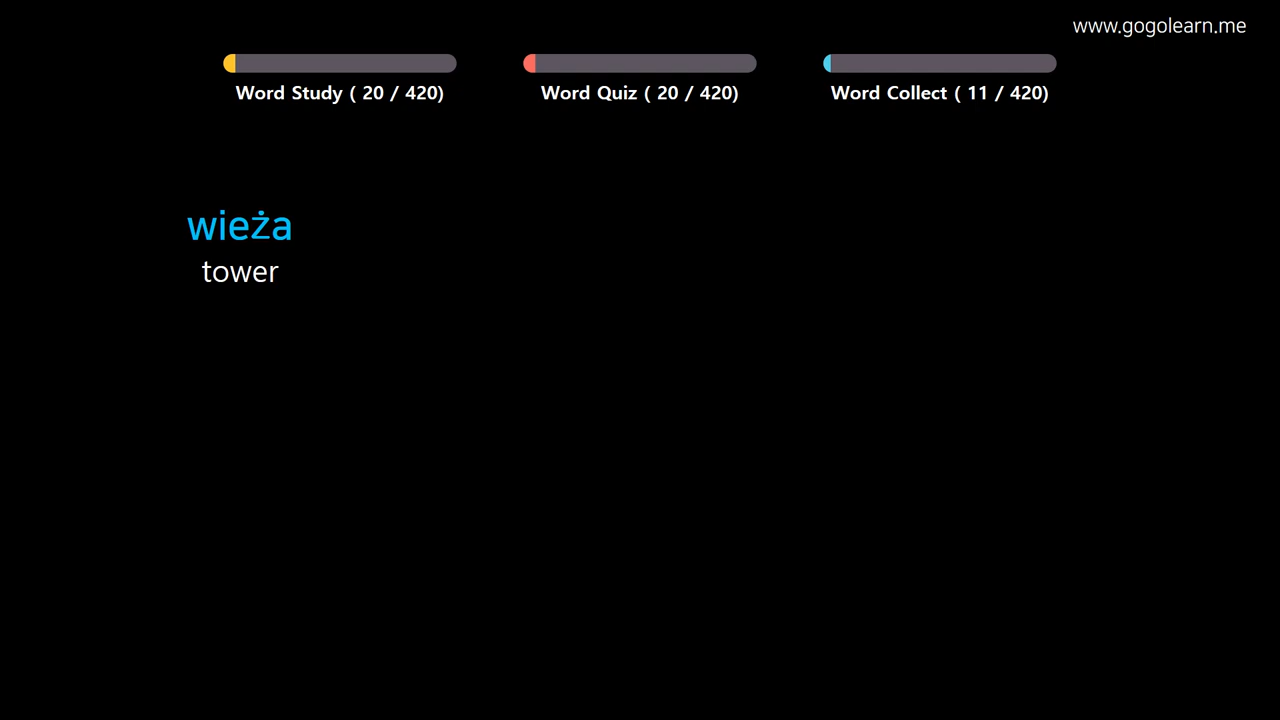 www.gogolearn.me
Word Study ( 20 / 420)
Word Quiz ( 20 / 420)
Word Collect ( 11 / 420)
wieża
tower